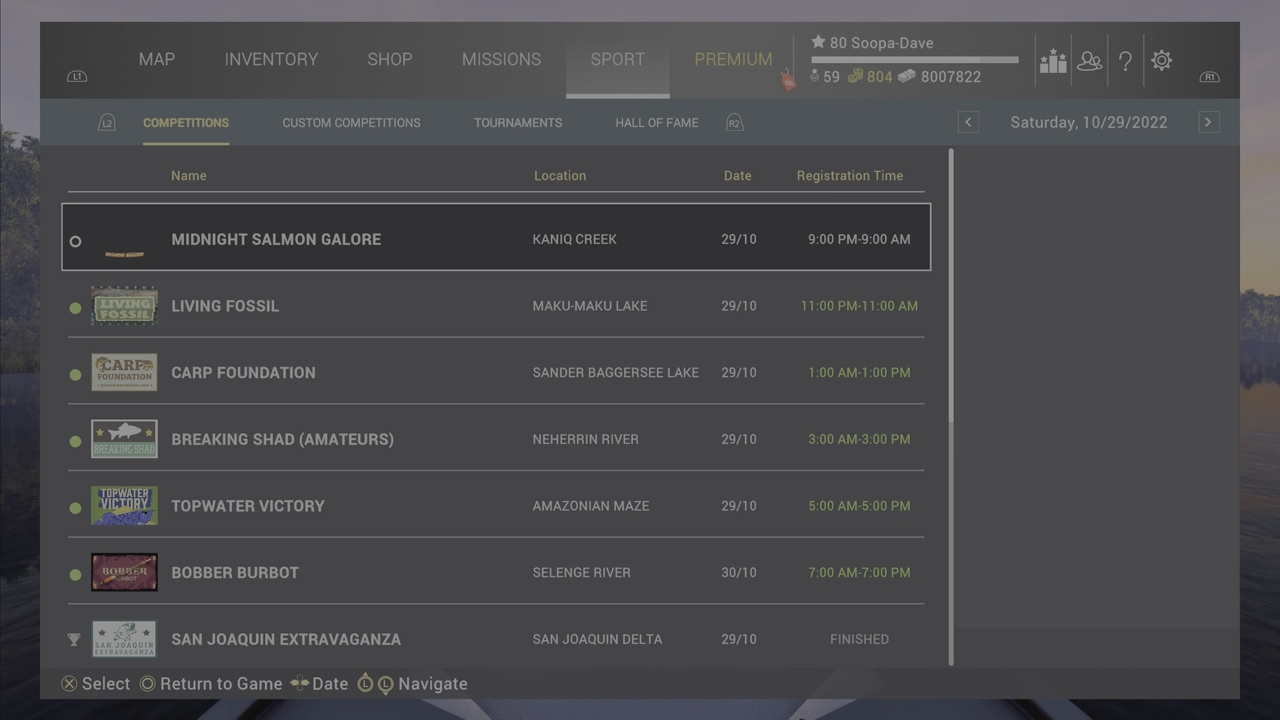 MAP INVENTORY SHOP MISSIONS SPORT PREMIUM
80 Soopa-Dave
59 804 8007822
L1
R1
L2 COMPETITIONS CUSTOM COMPETITIONS TOURNAMENTS HALL OF FAME R2
Saturday, 10/29/2022
Name Location Date Registration Time
MIDNIGHT SALMON GALORE KANIQ CREEK 29/10 9:00 PM-9:00 AM
SALMON GALORE
LIVING FOSSIL
LIVING FOSSIL MAKU-MAKU LAKE 29/10 11:00 PM-11:00 AM
CARP FOUNDATION
CARP FOUNDATION SANDER BAGGERSEE LAKE 29/10 1:00 AM-1:00 PM
BREAKING SHAD
BREAKING SHAD (AMATEURS) NEHERRIN RIVER 29/10 3:00 AM-3:00 PM
TOPWATER VICTORY
TOPWATER VICTORY AMAZONIAN MAZE 29/10 5:00 AM-5:00 PM
BOBBER BURBOT
BOBBER BURBOT SELENGE RIVER 30/10 7:00 AM-7:00 PM
SAN JOAQUIN EXTRAVAGANZA
SAN JOAQUIN EXTRAVAGANZA SAN JOAQUIN DELTA 29/10 FINISHED
Select Return to Game Date L L Navigate